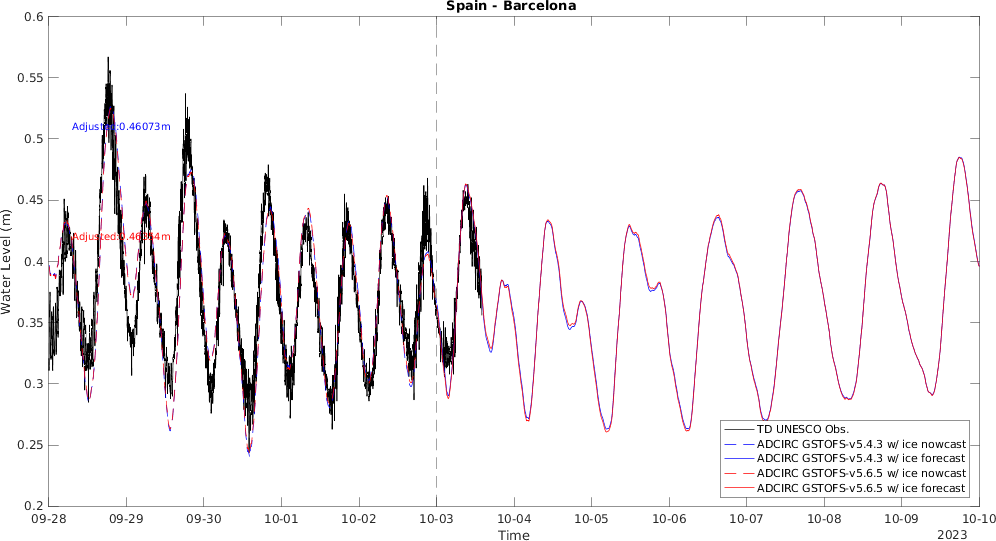 Spain - Barcelona
0.6
0.55
0.5
0.45
0.4
0.35
0.3
0.25
0.2
Water Level (m)
Adjusted:0.46073m
m
TD UNESCO Obs.
ADCIRC GSTOFS-v5.4.3 w/ ice nowcast
ADCIRC GSTOFS-v5.4.3 w/ ice forecast
ADCIRC GSTOFS-v5.6.5 w/ ice nowcast
ADCIRC GSTOFS-v5.6.5 w/ ice forecast
09-28 09-29 09-30 10-01 10-02 10-03 10-04 10-05 10-06 10-07 10-08 10-09 10-10
Time
2023